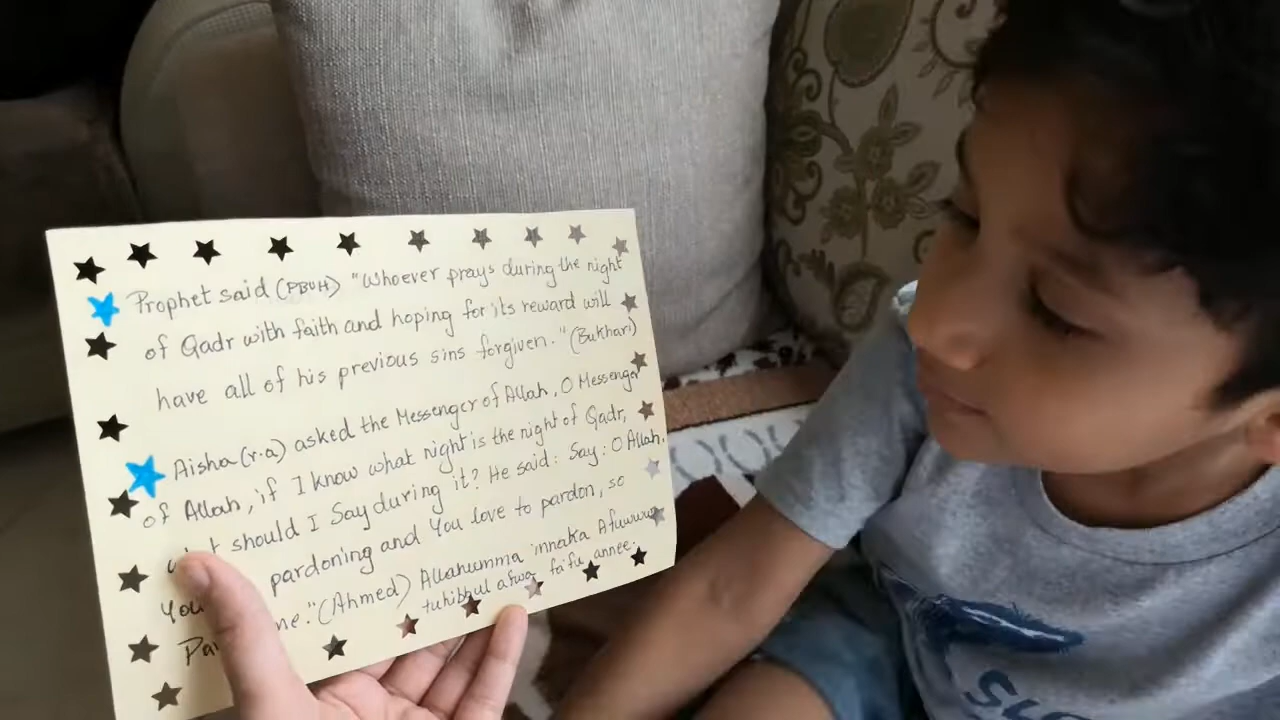 Prophet said (PBUH) "Whoever prays during the night
of Qadr with faith and hoping for its reward will
have all of his previous sins forgiven." (Bukhari)
Aisha (r.a) asked the Messenger of Allah, O Messenger
of Allah, if I know what night is the night of Qadr,
should I Say during it? He said: Say: O Allah.
You pardoning and You love to pardon, so
me." (Ahmed) Allahumma innaka Afuwwun
tuhibbul afwa fa'fu annee.